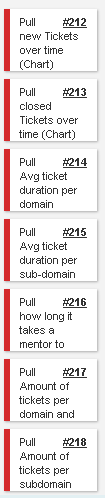 Pull #212
new Tickets
over time
(Chart)
Pull #213
closed
Tickets over
time (Chart)
Pull #214
Avg ticket
duration per
domain
Pull #215
Avg ticket
duration per
sub-domain
Pull #216
how long it
takes a
mentor to
Pull #217
Amount of
tickets per
domain and
Pull #218
Amount of
tickets per
subdomain